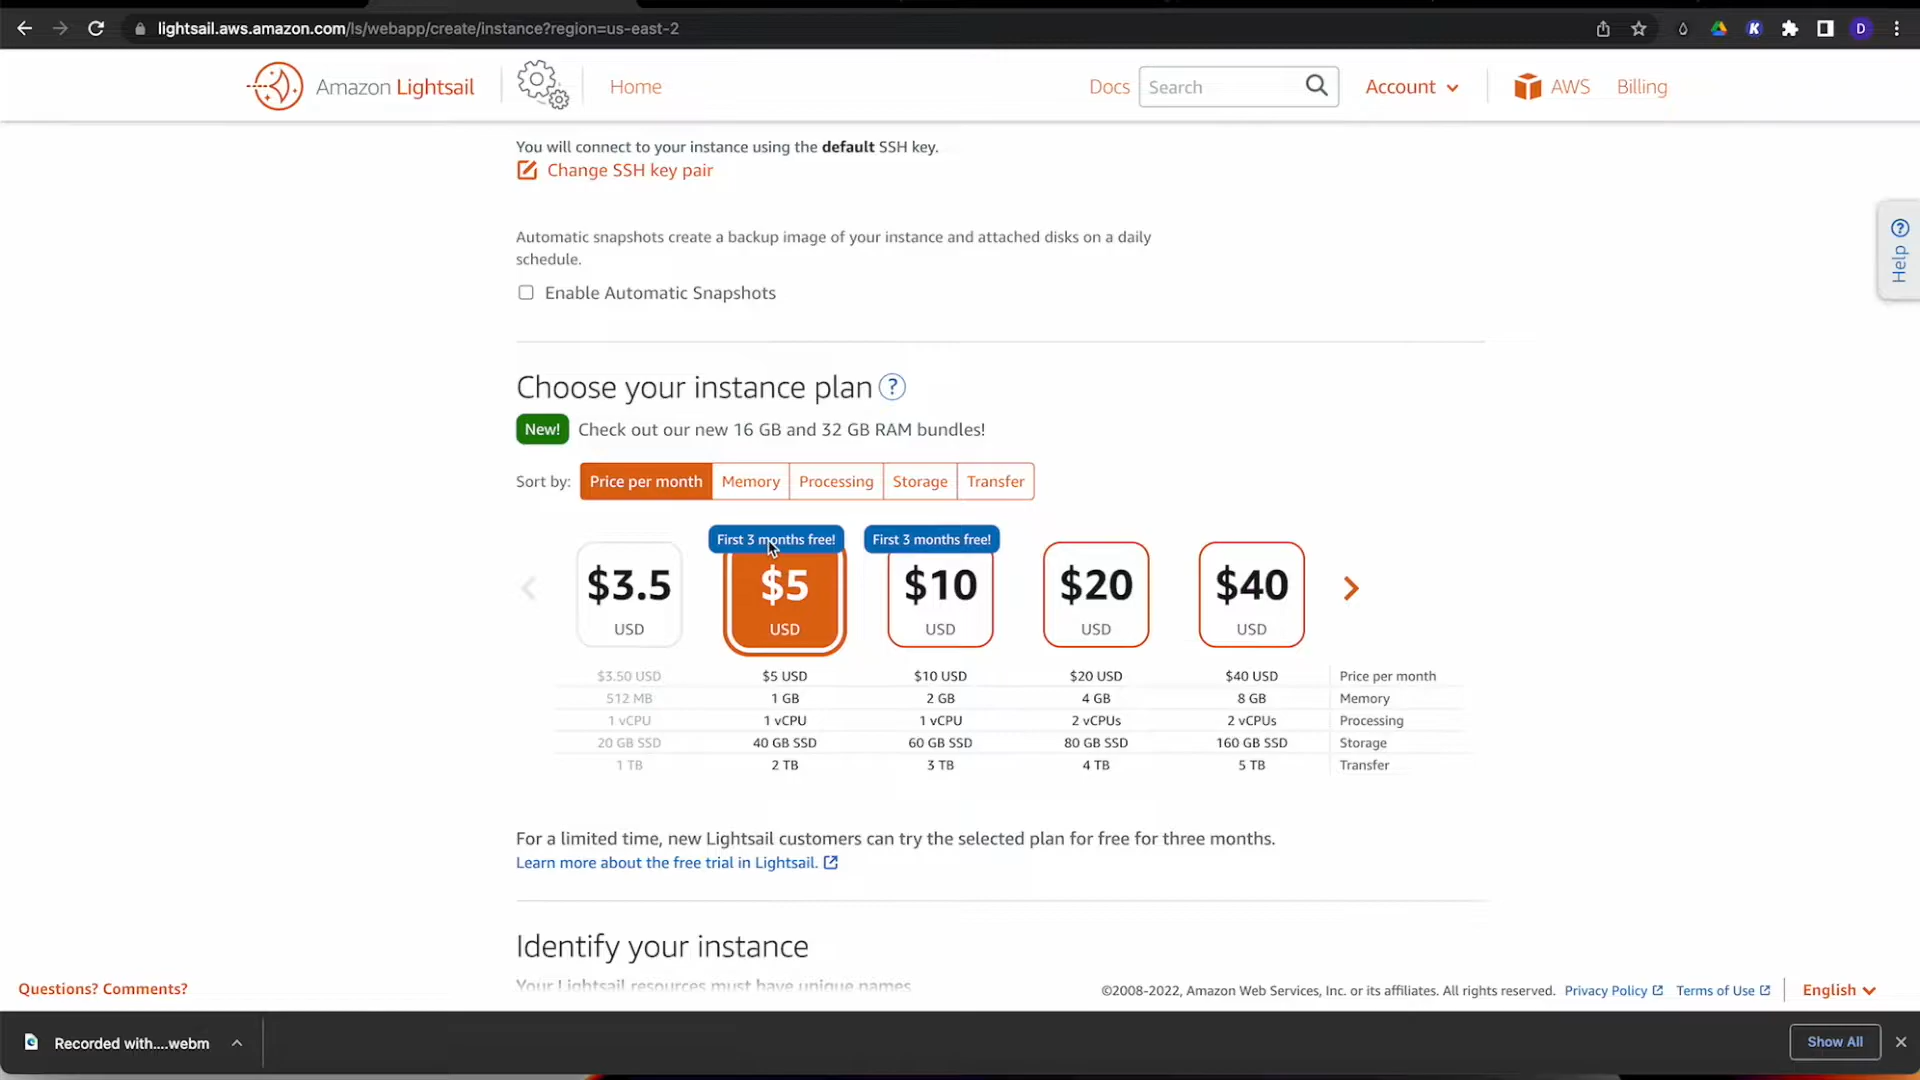 lightsail.aws.amazon.com/ls/webapp/create/instance?region=us-east-2
K
D
Amazon Lightsail
Home
Docs
Search
Account
AWS
Billing
You will connect to your instance using the default SSH key.
Change SSH key pair
Automatic snapshots create a backup image of your instance and attached disks on a daily
schedule.
Enable Automatic Snapshots
? Help
Choose your instance plan ?
New! Check out our new 16 GB and 32 GB RAM bundles!
Sort by: Price per month Memory Processing Storage Transfer
First 3 months free! First 3 months free!
$3.5 $5 $10 $20 $40
USD USD USD USD USD
$3.50 USD $5 USD $10 USD $20 USD $40 USD Price per month
512 MB 1 GB 2 GB 4 GB 8 GB Memory
1 vCPU 1 vCPU 1 vCPU 2 vCPUs 2 vCPUs Processing
20 GB SSD 40 GB SSD 60 GB SSD 80 GB SSD 160 GB SSD Storage
1 TB 2 TB 3 TB 4 TB 5 TB Transfer
For a limited time, new Lightsail customers can try the selected plan for free for three months.
Learn more about the free trial in Lightsail.
Identify your instance
Your Lightsail resources must have unique names
Questions? Comments?
©2008-2022, Amazon Web Services, Inc. or its affiliates. All rights reserved. Privacy Policy Terms of Use English
Recorded with....webm
Show All